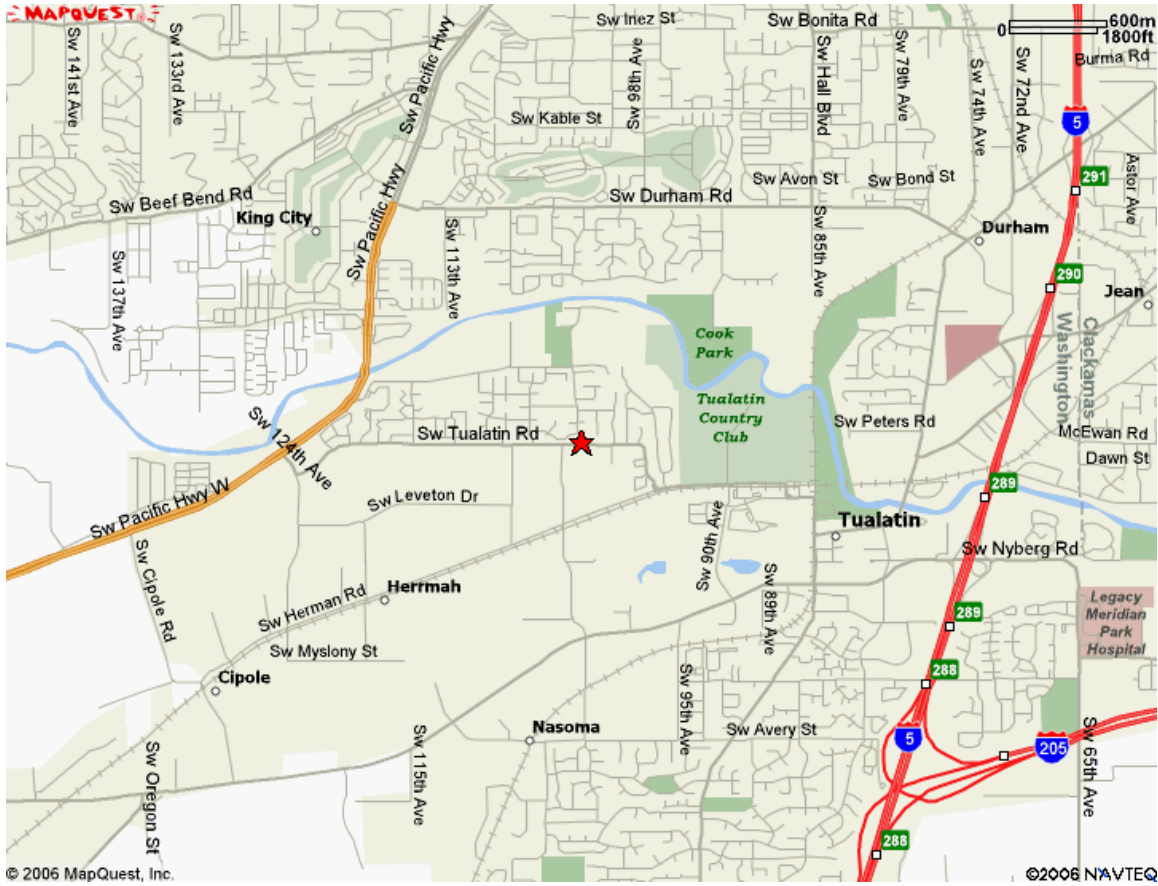 MAPQUEST
Sw Inez St
Sw Bonita Rd
0 600m
1800ft
Burma Rd
Sw 141st Ave
Sw 133rd Ave
Sw Pacific Hwy
Sw 98th Ave
Sw Hall Blvd
Sw 79th Ave
Sw 74th Ave
Sw 72nd Ave
Sw Kable St
5
291
Astor Ave
Sw Avon St
Sw Bond St
Sw Beef Bend Rd
Sw Durham Rd
King City
Sw Pacific Hwy
Sw 113th Ave
Sw 85th Ave
Durham
Sw 137th Ave
290
Jean
Cook
Park
Clackamas
Washington
Tualatin
Country
Club
Sw 124th Ave
Sw Tualatin Rd
Sw Peters Rd
McEwan Rd
Dawn St
Sw Pacific Hwy W
Sw Leveton Dr
289
Tualatin
Sw Cipole Rd
Sw 90th Ave
Sw Nyberg Rd
Herrmah
Sw Herman Rd
Sw 89th Ave
Legacy
Meridian
Park
Hospital
289
Sw Myslony St
288
Cipole
Sw 95th Ave
Nasoma
Sw Avery St
5
205
Sw 65th Ave
Sw Oregon St
Sw 115th Ave
288
© 2006 MapQuest, Inc.
©2006 NAVTEQ